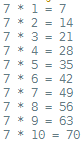 7 * 1 = 7
7 * 2 = 14
7 * 3 = 21
7 * 4 = 28
7 * 5 = 35
7 * 6 = 42
7 * 7 = 49
7 * 8 = 56
7 * 9 = 63
7 * 10 = 70